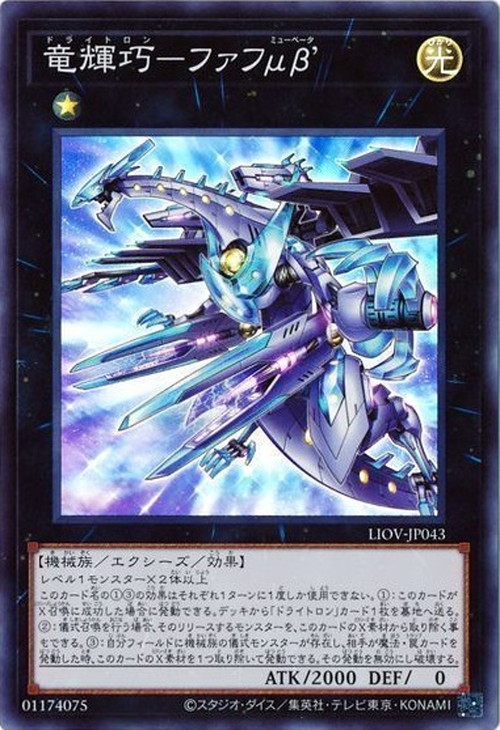 ドライトロン ミューベータ
竜輝巧－ファフμβ’
ひかり
光
LIOV-JP043
【機械族／エクシーズ／効果】
レベル1モンスター×2体以上
このカード名の①③の効果はそれぞれ1ターンに1度しか使用できない。①：このカードが
X召喚に成功した場合に発動できる。デッキから「ドライトロン」カード1枚を墓地へ送る。
②：儀式召喚を行う場合、そのリリースするモンスターを、このカードのX素材から取り除く事
もできる。③：自分フィールドに機械族の儀式モンスターが存在し、相手が魔法・罠カードを
発動した時、このカードのX素材を1つ取り除いて発動できる。その発動を無効にし破壊する。
ATK/2000 DEF/ 0
01174075
©スタジオ・ダイス／集英社・テレビ東京・KONAMI